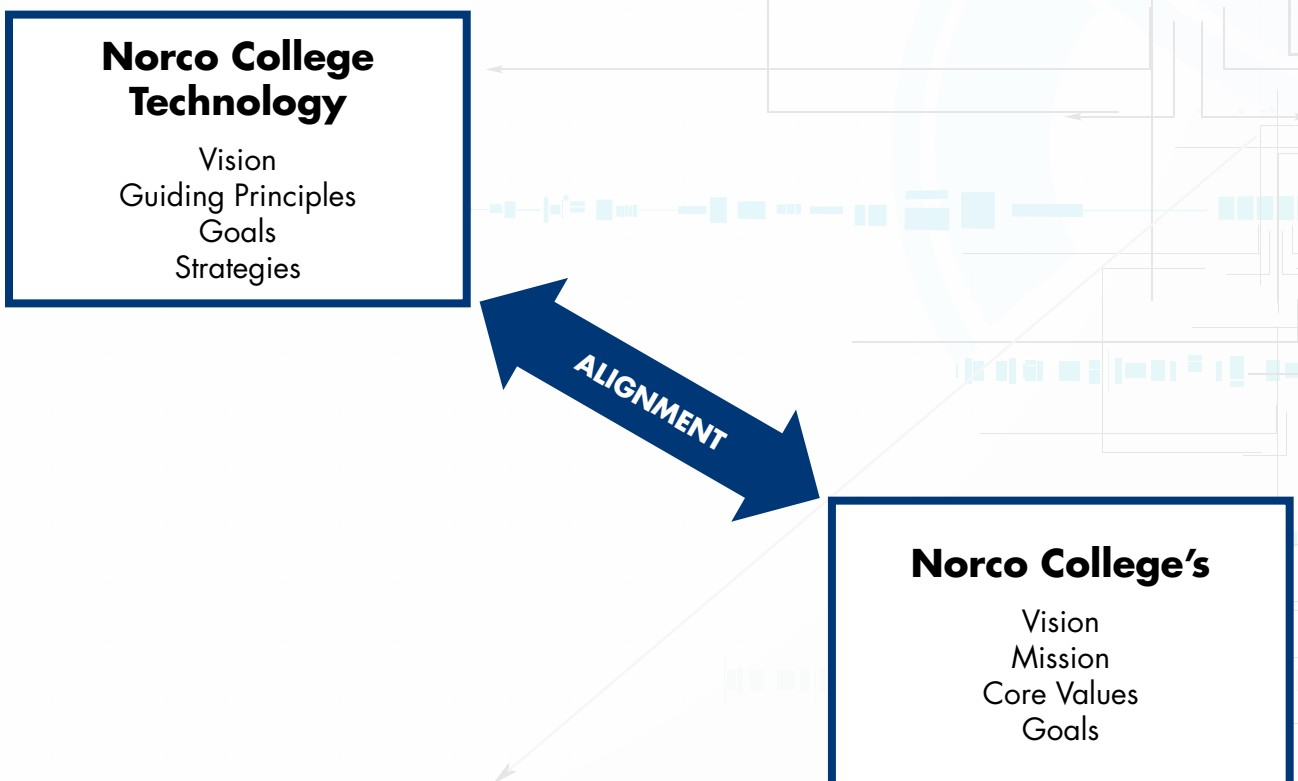 Norco College
Technology
Vision
Guiding Principles
Goals
Strategies
ALIGNMENT
Norco College’s
Vision
Mission
Core Values
Goals